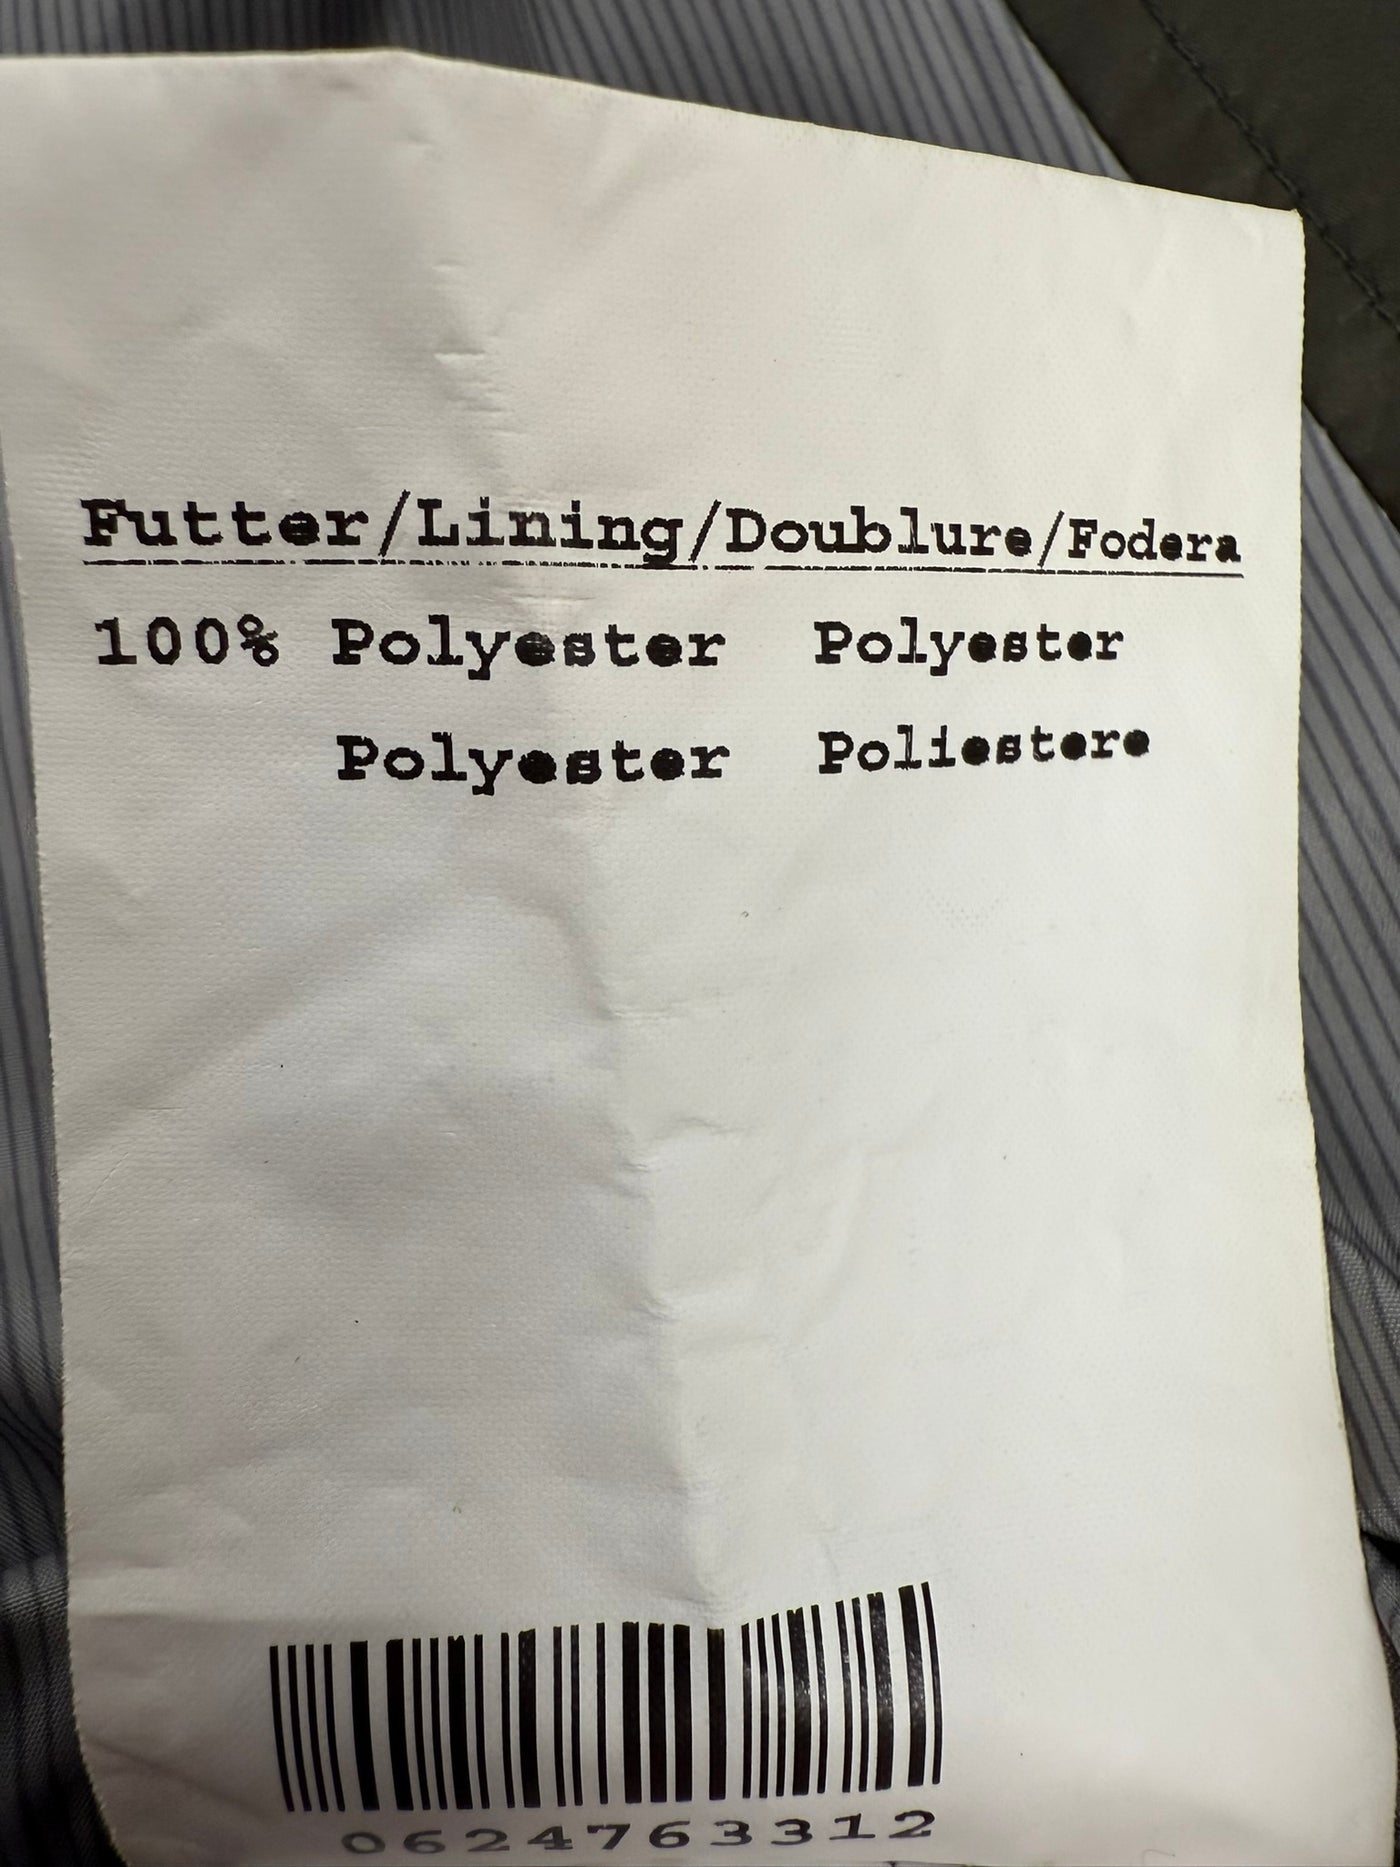 Futter/Lining/Doublure/Fodera
100% Polyester Polyester
Polyester Poliestere
0624763312